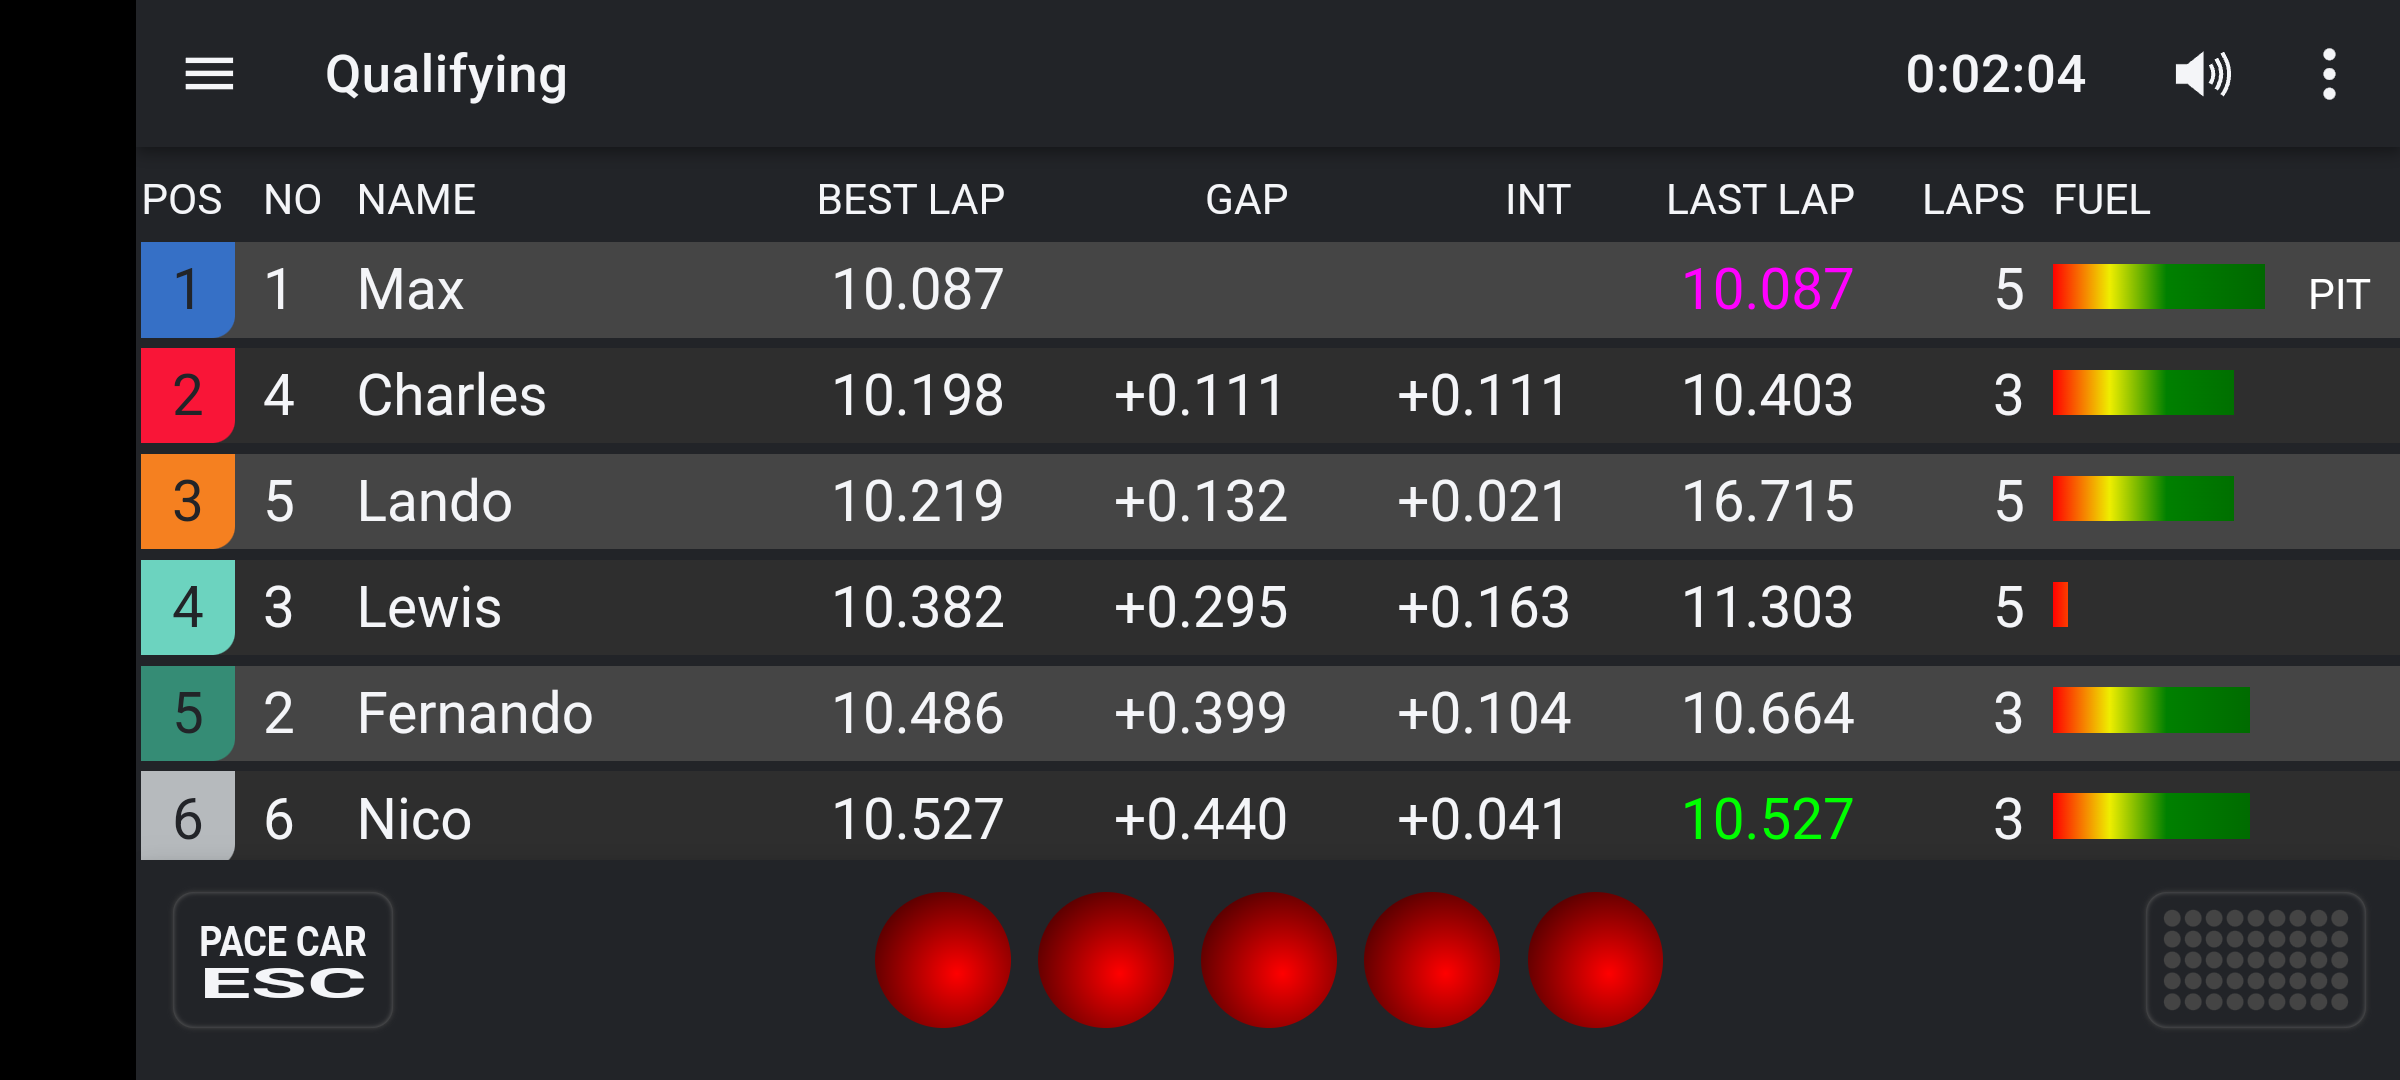 Qualifying 0:02:04
POS NO NAME BEST LAP GAP INT LAST LAP LAPS FUEL
1 1 Max 10.087 10.087 5 PIT
2 4 Charles 10.198 +0.111 +0.111 10.403 3
3 5 Lando 10.219 +0.132 +0.021 16.715 5
4 3 Lewis 10.382 +0.295 +0.163 11.303 5
5 2 Fernando 10.486 +0.399 +0.104 10.664 3
6 6 Nico 10.527 +0.440 +0.041 10.527 3
PACE CAR
ESC